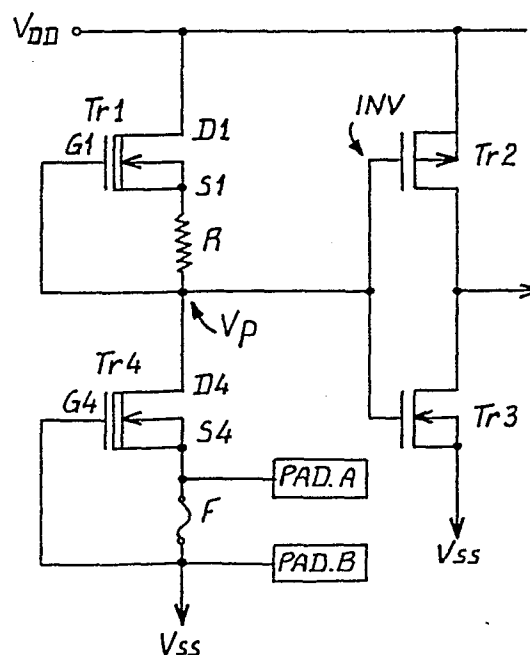 VDD
Tr1
G1
D1
S1
INV
Tr2
R
Vp
Tr4
G4
D4
S4
Tr3
PAD.A
F
PAD.B
Vss
Vss